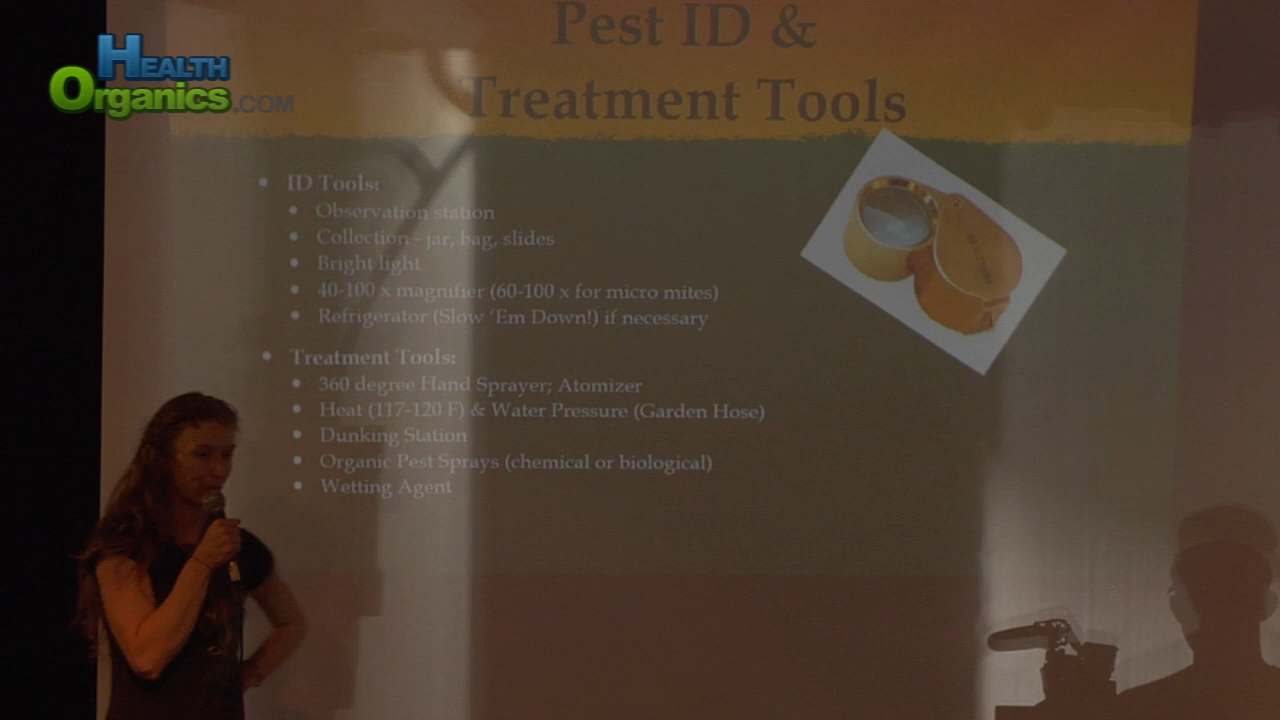 Pest ID &
Treatment Tools
HEALTH
Organics.COM
• ID Tools:
• Observation station
• Collection - jar, bag, slides
• Bright light
• 40-100 x magnifier (60-100 x for micro mites)
• Refrigerator (Slow 'Em Down!) if necessary
• Treatment Tools:
• 360 degree Hand Sprayer; Atomizer
• Heat (117-120 F) & Water Pressure (Garden Hose)
• Dunking Station
• Organic Pest Sprays (chemical or biological)
• Wetting Agent